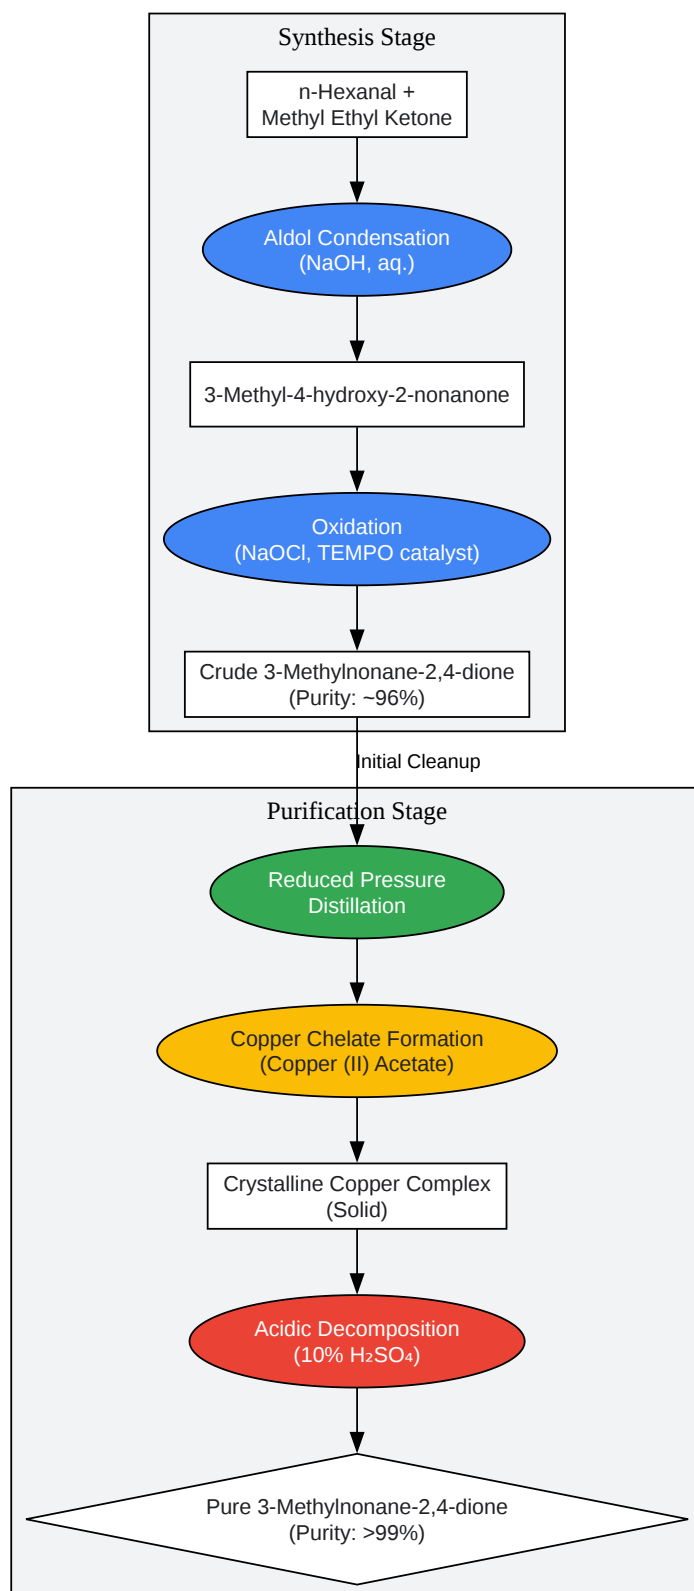 Synthesis Stage
n-Hexanal +
Methyl Ethyl Ketone
Aldol Condensation
(NaOH, aq.)
3-Methyl-4-hydroxy-2-nonanone
Oxidation
(NaOCl, TEMPO catalyst)
Crude 3-Methylnonane-2,4-dione
(Purity: ~96%)
Initial Cleanup
Purification Stage
Reduced Pressure
Distillation
Copper Chelate Formation
(Copper (II) Acetate)
Crystalline Copper Complex
(Solid)
Acidic Decomposition
(10% H₂SO₄)
Pure 3-Methylnonane-2,4-dione
(Purity: >99%)